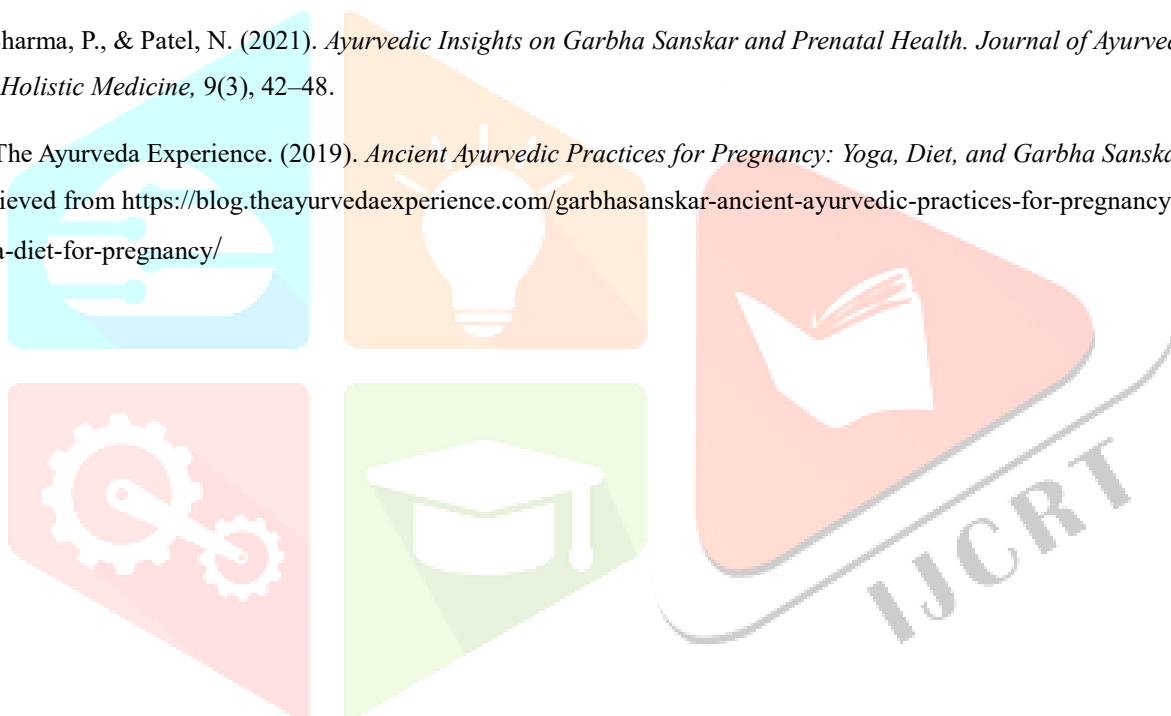 harma, P., & Patel, N. (2021). Ayurvedic Insights on Garbha Sanskar and Prenatal Health. Journal of Ayurve
Holistic Medicine, 9(3), 42–48.
The Ayurveda Experience. (2019). Ancient Ayurvedic Practices for Pregnancy: Yoga, Diet, and Garbha Sanska
ieved from https://blog.theayurvedaexperience.com/garbhasanskar-ancient-ayurvedic-practices-for-pregnancy
a-diet-for-pregnancy/
IJCRT